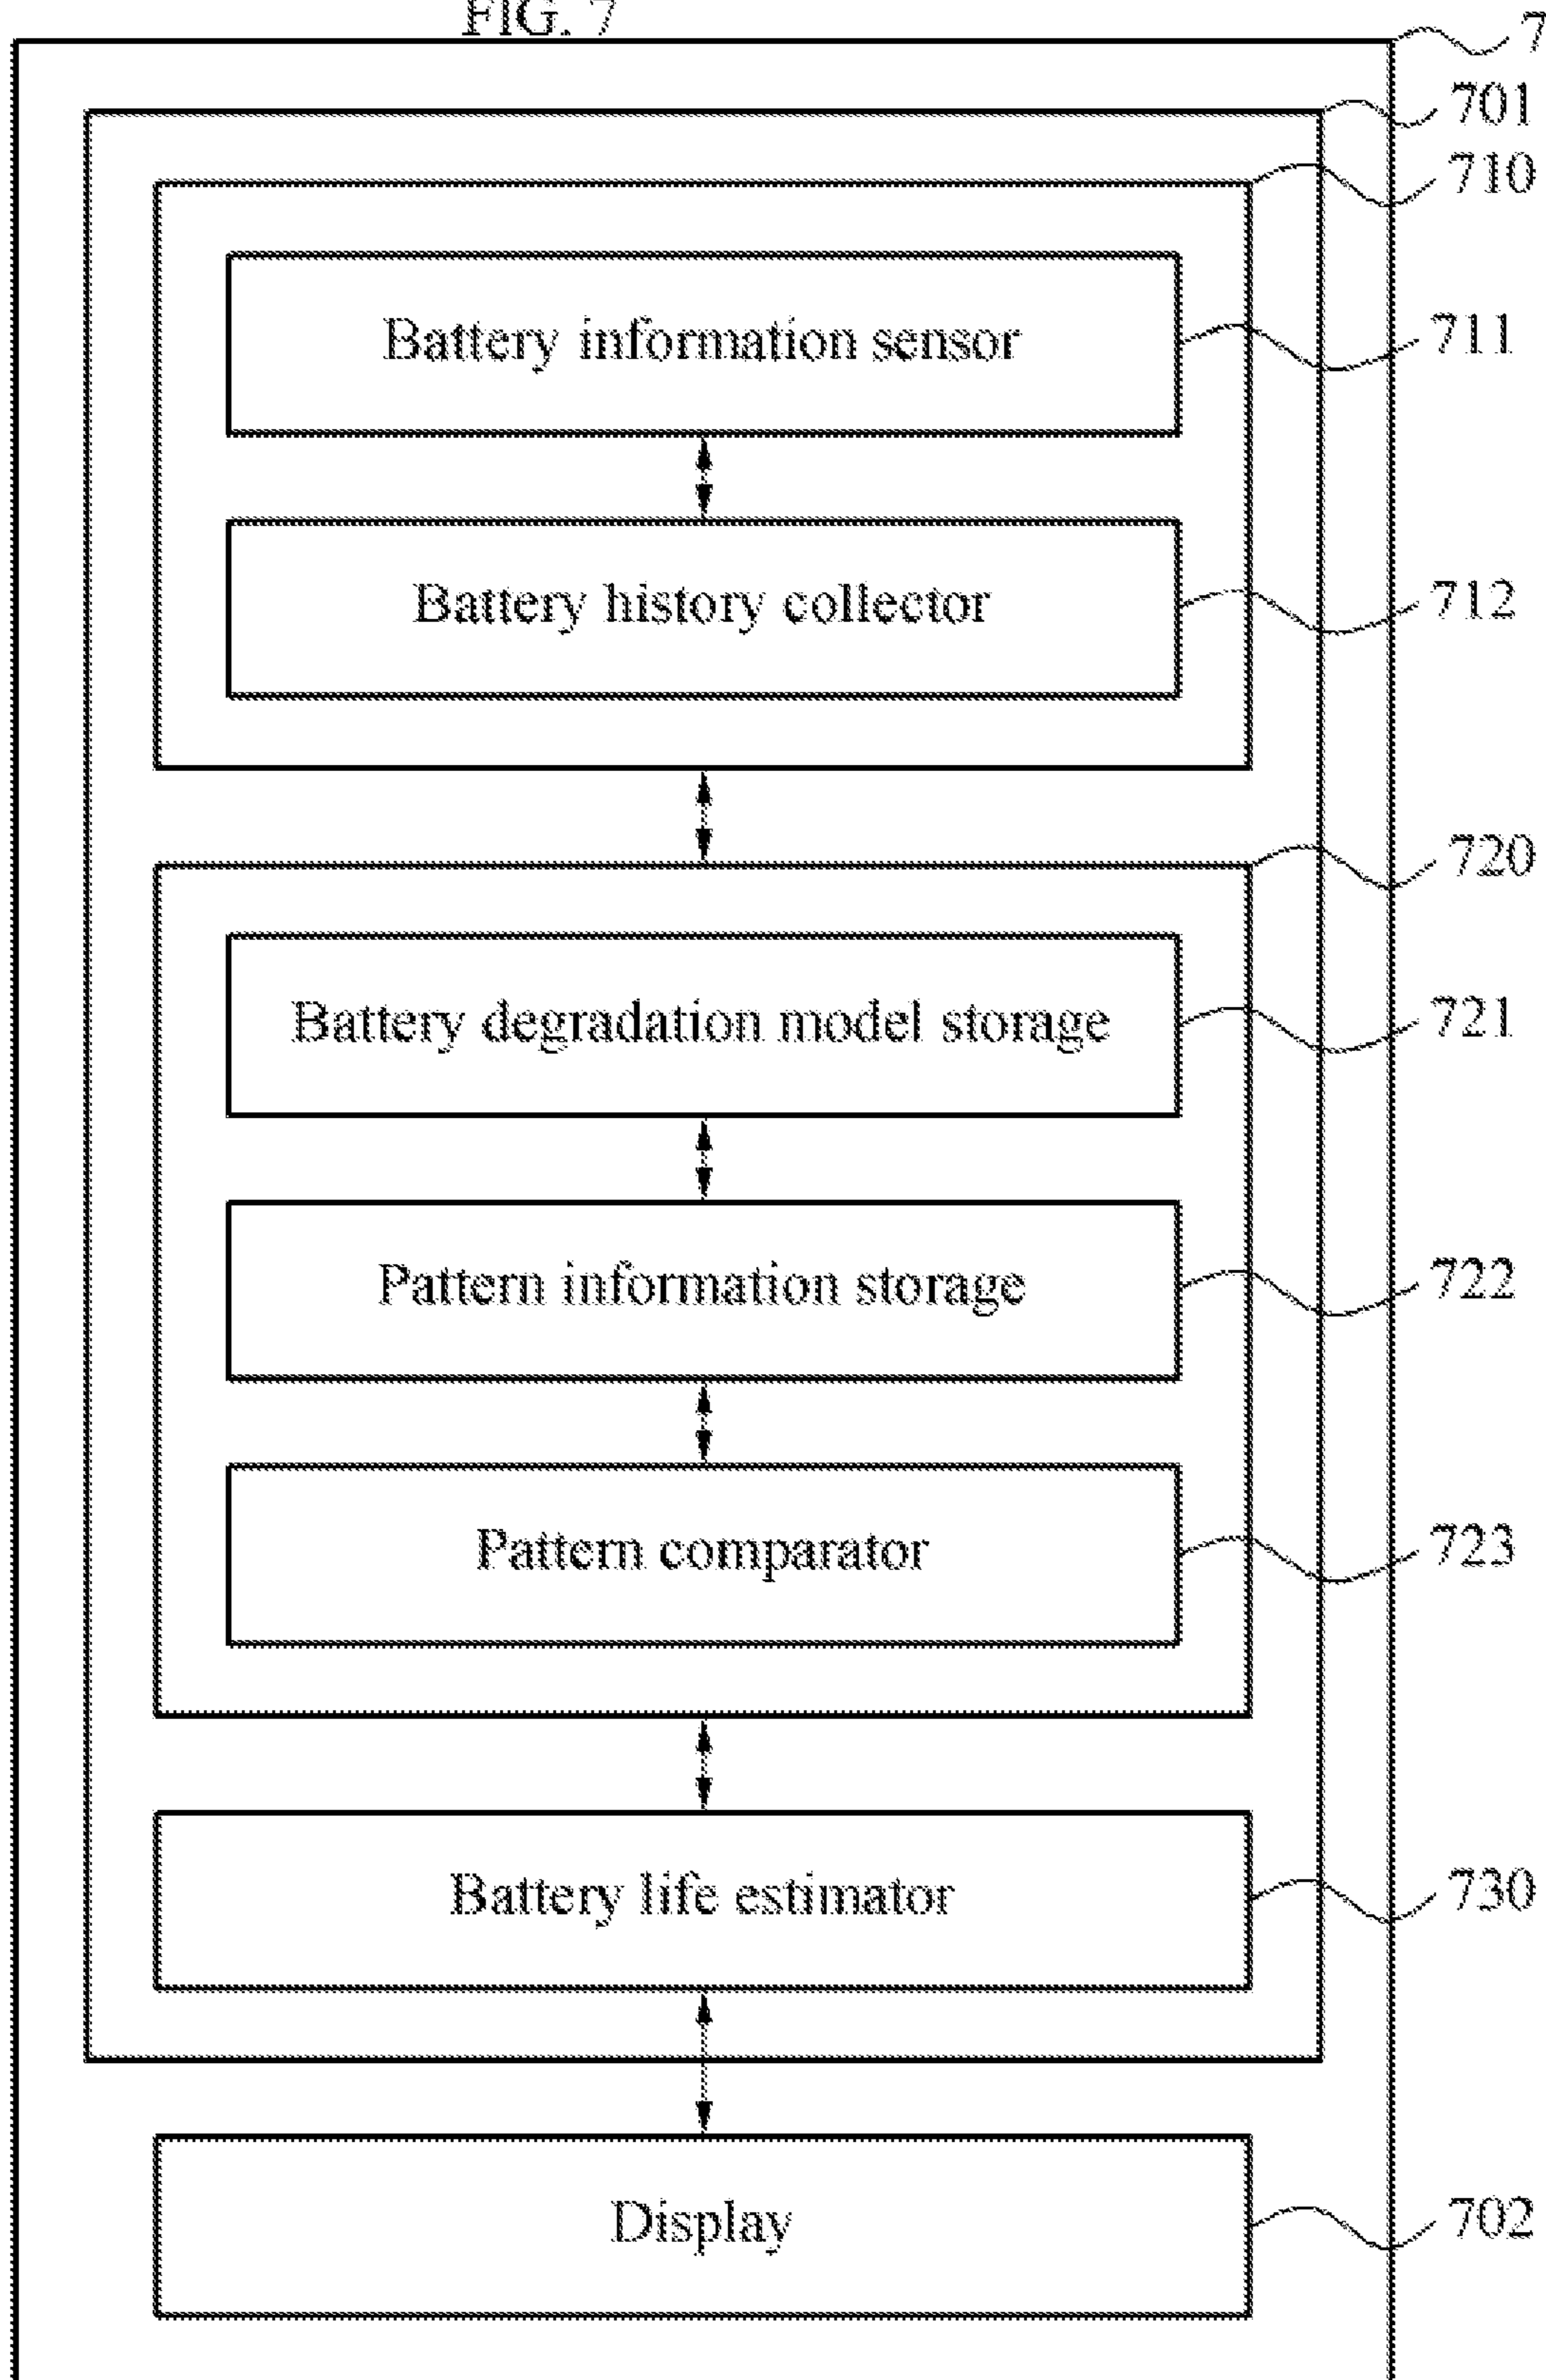 FIG. 7
7
701
710
Battery information sensor
711
Battery history collector
712
720
Battery degradation model storage
721
Pattern information storage
722
Pattern comparator
723
Battery life estimator
730
Display
702